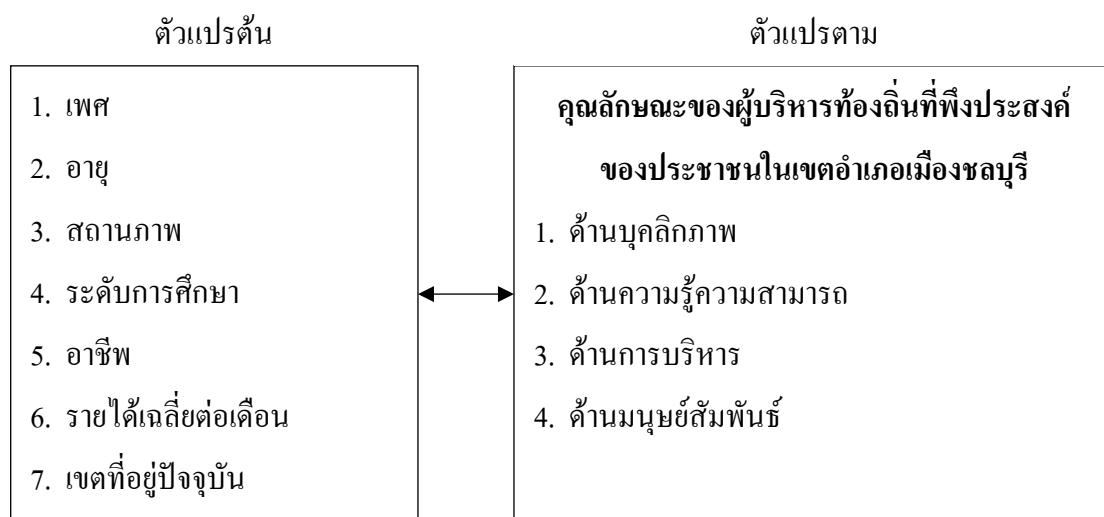 ตัวแปรต้น
1. เพศ
2. อายุ
3. สถานภาพ
4. ระดับการศึกษา
5. อาชีพ
6. รายได้เฉลี่ยต่อเดือน
7. เขตที่อยู่ปัจจุบัน
ตัวแปรตาม
คุณลักษณะของผู้บริหารท้องถิ่นที่พึงประสงค์
ของประชาชนในเขตอำเภอเมืองชลบุรี
1. ด้านบุคลิกภาพ
2. ด้านความรู้ความสามารถ
3. ด้านการบริหาร
4. ด้านมนุษย์สัมพันธ์